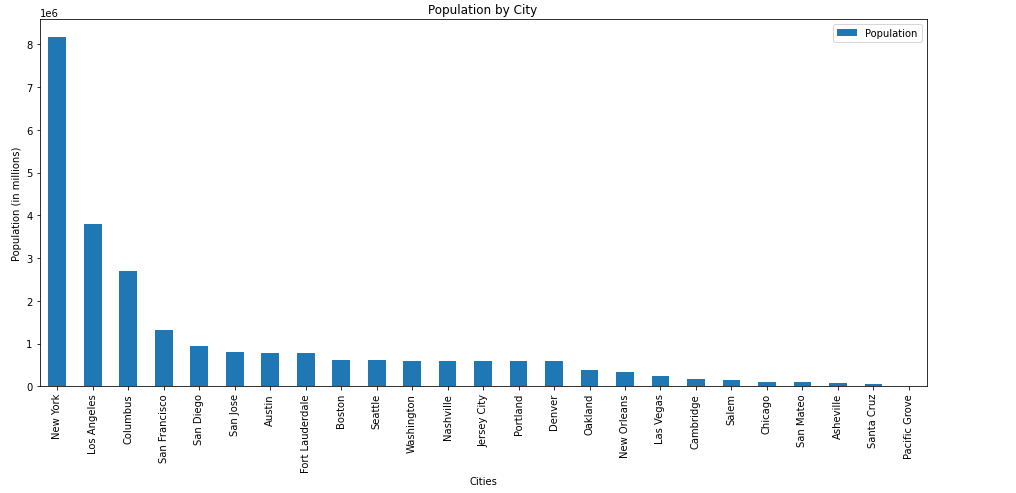 Population by City
1e6
Population
8
7
6
5
4
3
2
1
0
Population (in millions)
New York
Los Angeles
Columbus
San Francisco
San Diego
San Jose
Austin
Fort Lauderdale
Boston
Seattle
Washington
Nashville
Jersey City
Portland
Denver
Oakland
New Orleans
Las Vegas
Cambridge
Salem
Chicago
San Mateo
Asheville
Santa Cruz
Pacific Grove
Cities